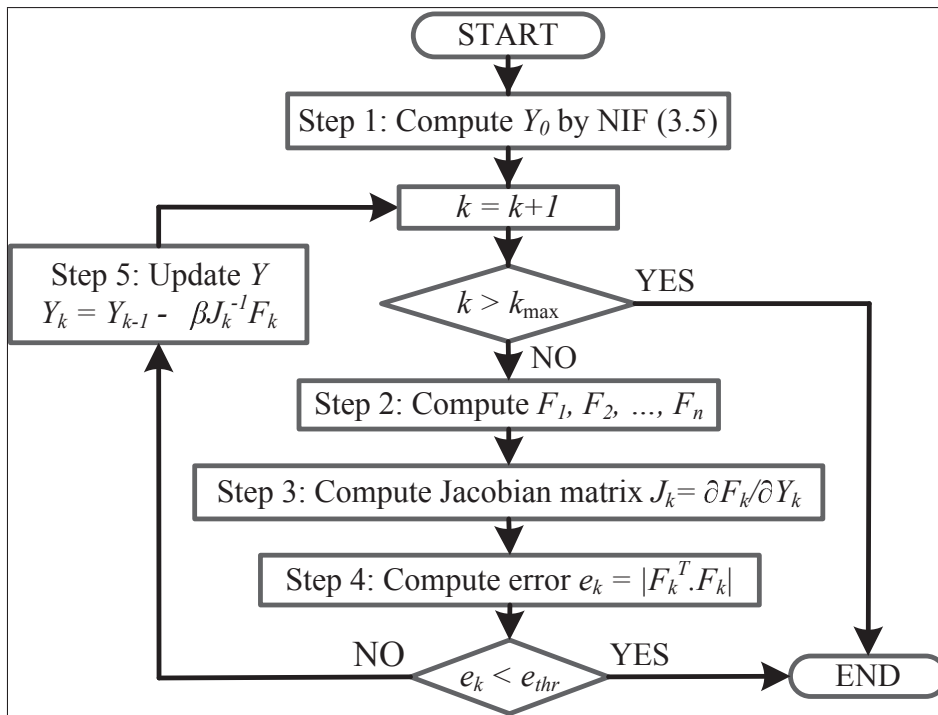 START
Step 1: Compute Y₀ by NIF (3.5)
k = k+1
Step 5: Update Y
Yₖ = Yₖ₋₁ - βJₖ⁻¹Fₖ
k > kₘₐₓ
YES
NO
Step 2: Compute F₁, F₂, ..., Fₙ
Step 3: Compute Jacobian matrix Jₖ= ∂Fₖ/∂Yₖ
Step 4: Compute error eₖ = |Fₖᵀ.Fₖ|
NO
eₖ < eₜₕᵣ
YES
END